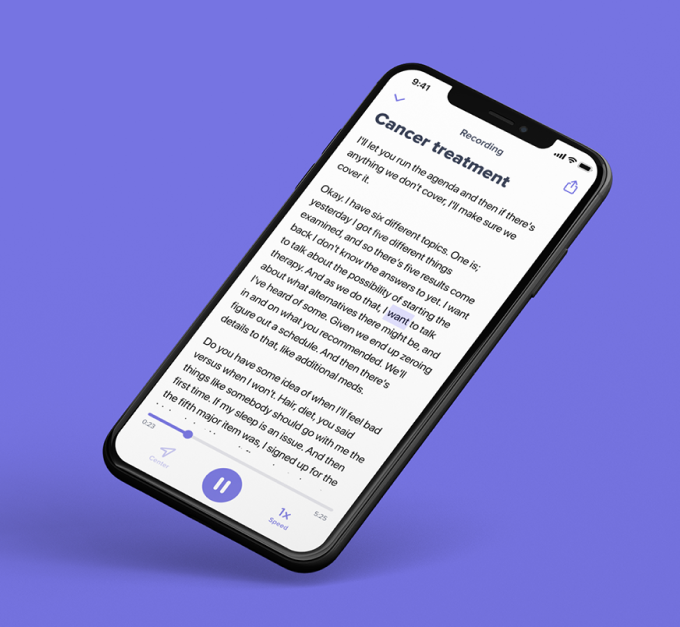 9:41
Recording
Cancer treatment
I'll let you run the agenda and then if there's
anything we don't cover, I'll make sure we
cover it.
Okay, I have six different topics. One is;
yesterday I got five different things
examined, and so there's five results come
back I don't know the answers to yet. I want
to talk about the possibility of starting the
therapy. And as we do that, I want to talk
about what alternatives there might be, and
I've heard of some. Given we end up zeroing
in and on what you recommended. We'll
figure out a schedule. And then there's
details to that, like additional meds.
Do you have some idea of when I'll feel bad
versus when I won't. Hair, diet, you said
things like somebody should go with me the
first time. If my sleep is an issue. And then
the fifth major item was, I signed up for the
0:23
5:25
Center
1x
Speed